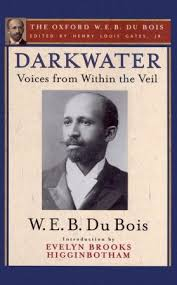 THE OXFORD W. E. B. DU BOIS
EDITED BY HENRY LOUIS GATES, JR.
DARKWATER
Voices from Within the Veil
W. E. B. Du Bois
Introduction by
EVELYN BROOKS
HIGGINBOTHAM